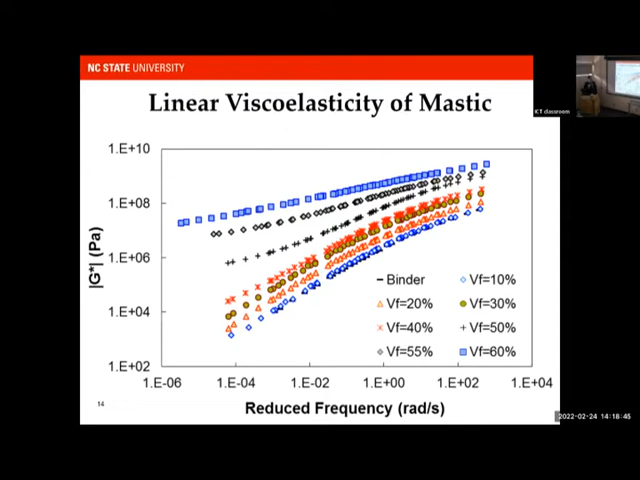 NC STATE UNIVERSITY
Linear Viscoelasticity of Mastic
ICT classroom
1.E+10
1.E+08
1.E+06
1.E+04
1.E+02
|G*| (Pa)
Binder
Vf=10%
Vf=20%
Vf=30%
Vf=40%
Vf=50%
Vf=55%
Vf=60%
1.E-06
1.E-04
1.E-02
1.E+00
1.E+02
1.E+04
Reduced Frequency (rad/s)
14
2022-02-24 14:18:45